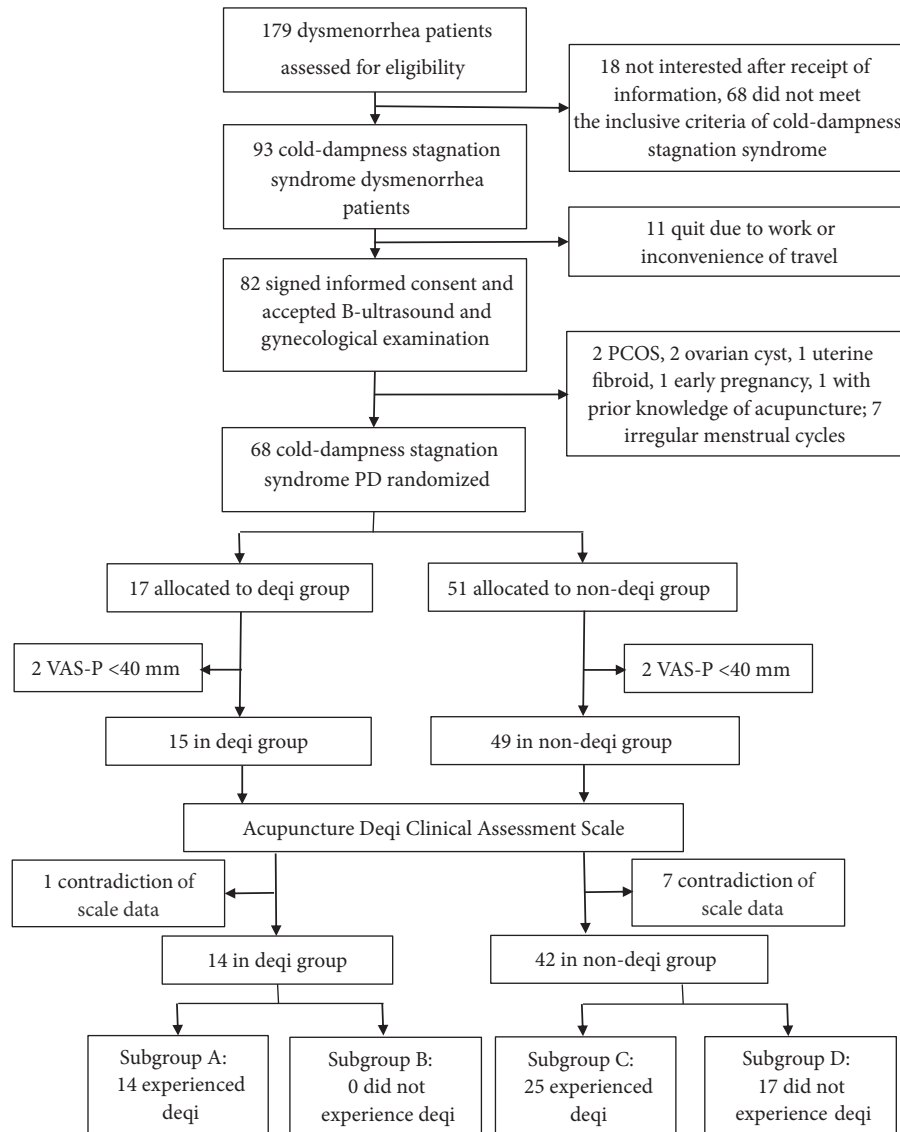 179 dysmenorrhea patients
assessed for eligibility
18 not interested after receipt of
information, 68 did not meet
the inclusive criteria of cold-dampness
stagnation syndrome
93 cold-dampness stagnation
syndrome dysmenorrhea
patients
11 quit due to work or
inconvenience of travel
82 signed informed consent and
accepted B-ultrasound and
gynecological examination
2 PCOS, 2 ovarian cyst, 1 uterine
fibroid, 1 early pregnancy, 1 with
prior knowledge of acupuncture; 7
irregular menstrual cycles
68 cold-dampness stagnation
syndrome PD randomized
17 allocated to deqi group
51 allocated to non-deqi group
2 VAS-P <40 mm
2 VAS-P <40 mm
15 in deqi group
49 in non-deqi group
Acupuncture Deqi Clinical Assessment Scale
1 contradiction of
scale data
7 contradiction of
scale data
14 in deqi group
42 in non-deqi group
Subgroup A:
14 experienced
deqi
Subgroup B:
0 did not
experience deqi
Subgroup C:
25 experienced
deqi
Subgroup D:
17 did not
experience deqi